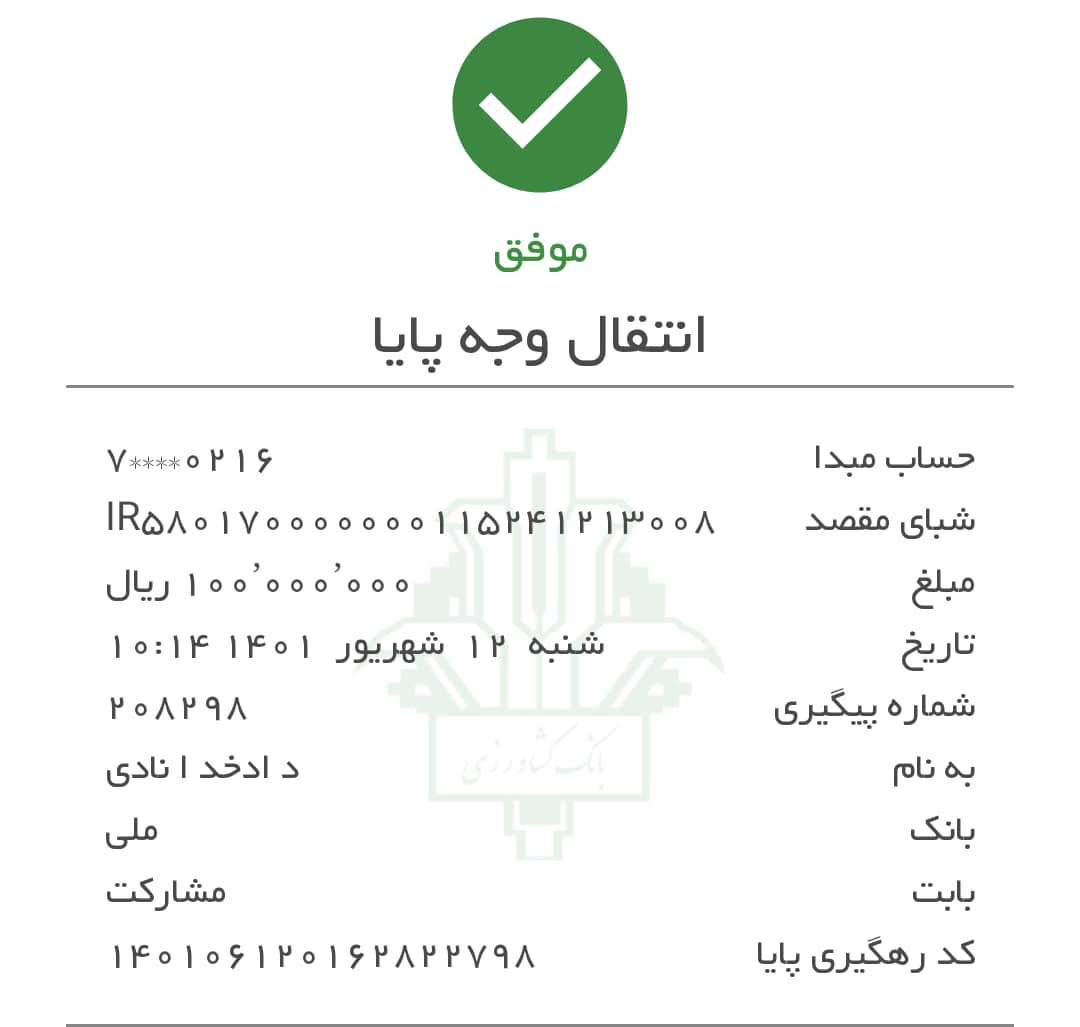 موفق
انتقال وجه پایا
حساب مبدا ۷****۰۲۱۶
شبای مقصد IR۵۸۰۱۷۰۰۰۰۰۰۰۱۱۵۲۴۱۲۱۳۰۰۸
مبلغ ۱۰۰٬۰۰۰٬۰۰۰ ریال
تاریخ شنبه ۱۲ شهریور ۱۴۰۱ ۱۰:۱۴
شماره پیگیری ۲۰۸۲۹۸
به نام د ادخد ا نادی
بانک ملی
بابت مشارکت
کد رهگیری پایا ۱۴۰۱۰۶۱۲۰۱۶۲۸۲۲۷۹۸
بانک کشاورزی